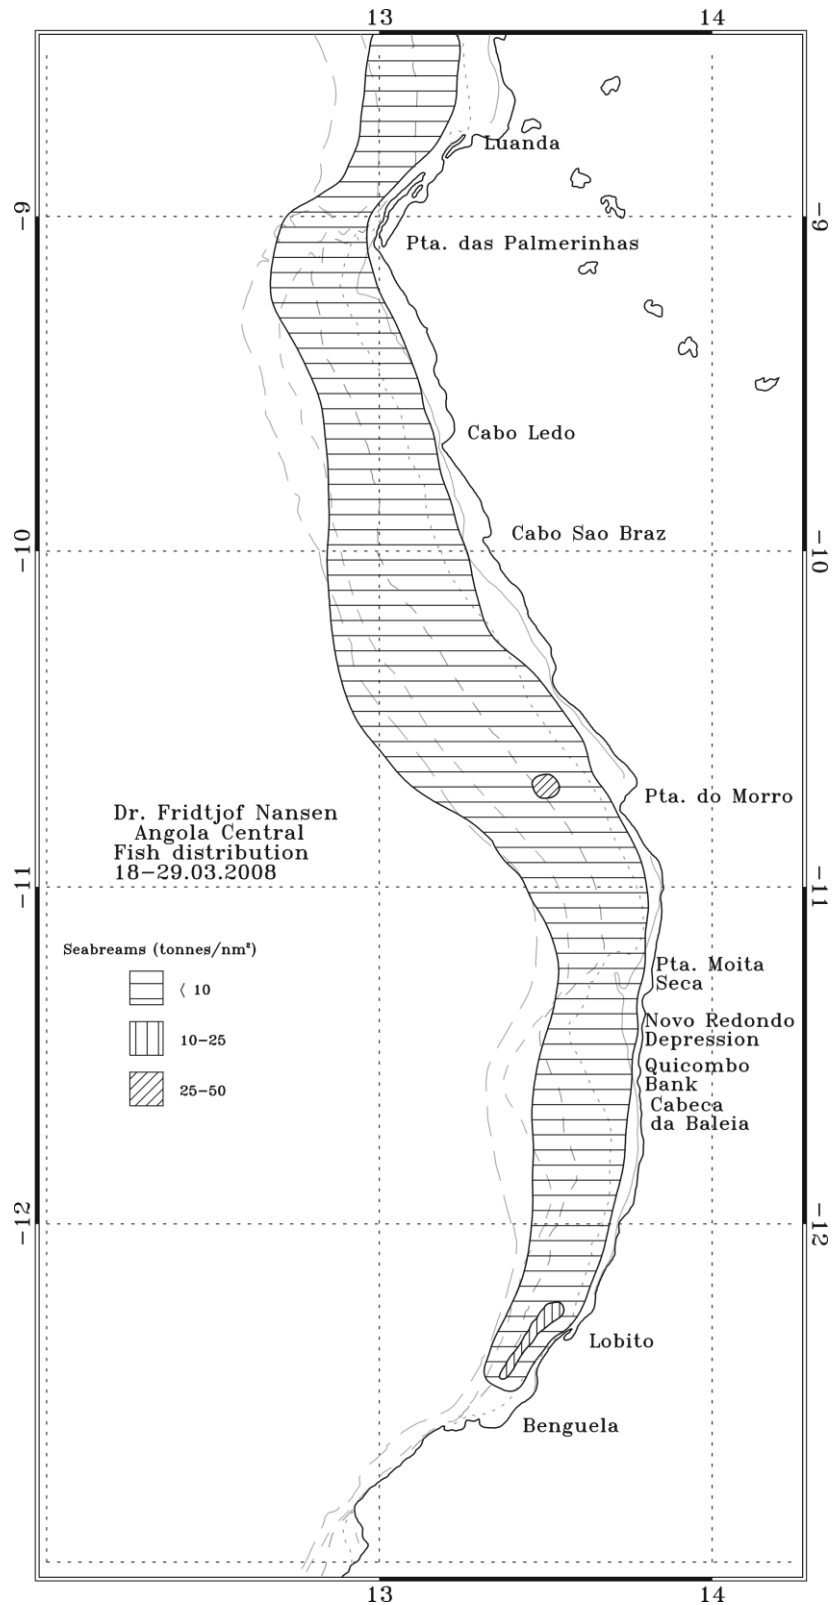 13 14
Luanda
-9 -9
Pta. das Palmerinhas
Cabo Ledo
Cabo Sao Braz
-10 -10
Pta. do Morro
Dr. Fridtjof Nansen
Angola Central
Fish distribution
18-29.03.2008
-11 -11
Seabreams (tonnes/nm²)
< 10
10-25
25-50
Pta. Moita
Seca
Novo Redondo
Depression
Quicombo
Bank
Cabeca
da Baleia
-12 -12
Lobito
Benguela
13 14